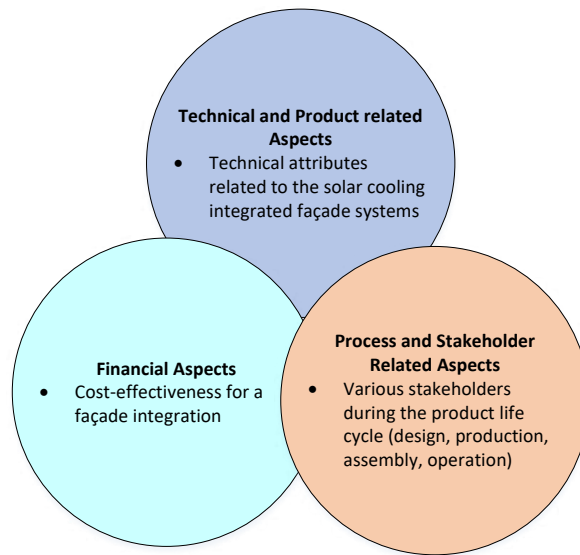 Technical and Product related
Aspects
• Technical attributes
related to the solar cooling
integrated façade systems
Financial Aspects
• Cost-effectiveness for a
façade integration
Process and Stakeholder
Related Aspects
• Various stakeholders
during the product life
cycle (design, production,
assembly, operation)